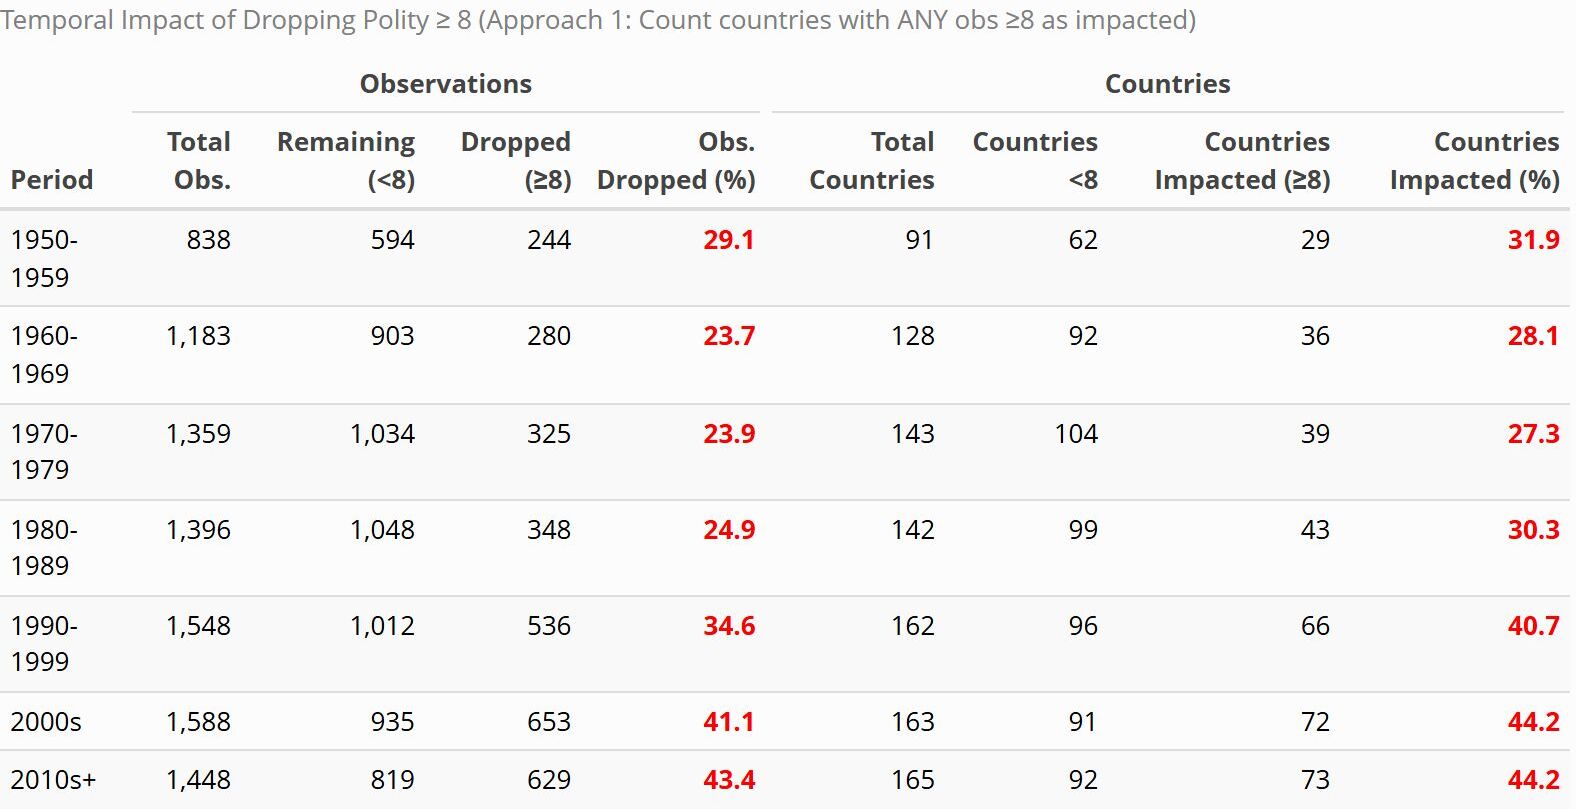 Temporal Impact of Dropping Polity ≥ 8 (Approach 1: Count countries with ANY obs ≥8 as impacted)
Observations Countries
Total Remaining Dropped Obs. Total Countries Countries Countries
Period Obs. (<8) (≥8) Dropped (%) Countries <8 Impacted (≥8) Impacted (%)
1950- 838 594 244 29.1 91 62 29 31.9
1959
1960- 1,183 903 280 23.7 128 92 36 28.1
1969
1970- 1,359 1,034 325 23.9 143 104 39 27.3
1979
1980- 1,396 1,048 348 24.9 142 99 43 30.3
1989
1990- 1,548 1,012 536 34.6 162 96 66 40.7
1999
2000s 1,588 935 653 41.1 163 91 72 44.2
2010s+ 1,448 819 629 43.4 165 92 73 44.2